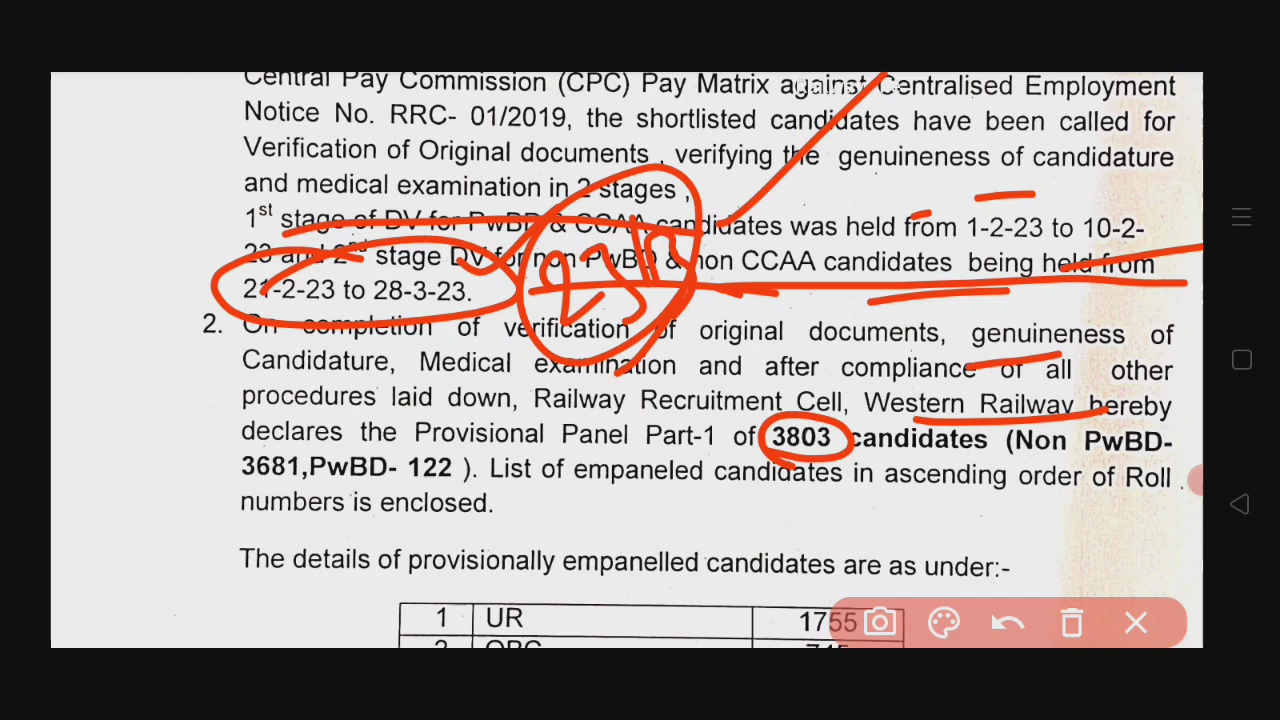 Central Pay Commission (CPC) Pay Matrix against Centralised Employment
Notice No. RRC- 01/2019, the shortlisted candidates have been called for
Verification of Original documents , verifying the genuineness of candidature
and medical examination in 2 stages ,
1st stage of DV for PwBD & CCAA candidates was held from 1-2-23 to 10-2-
23 and 2nd stage DV for non PwBD & non CCAA candidates being held from
21-2-23 to 28-3-23.
2. On completion of verification of original documents, genuineness of
Candidature, Medical examination and after compliance of all other
procedures laid down, Railway Recruitment Cell, Western Railway hereby
declares the Provisional Panel Part-1 of 3803 candidates (Non PwBD-
3681,PwBD- 122 ). List of empaneled candidates in ascending order of Roll
numbers is enclosed.
The details of provisionally empanelled candidates are as under:-
1 UR 1755